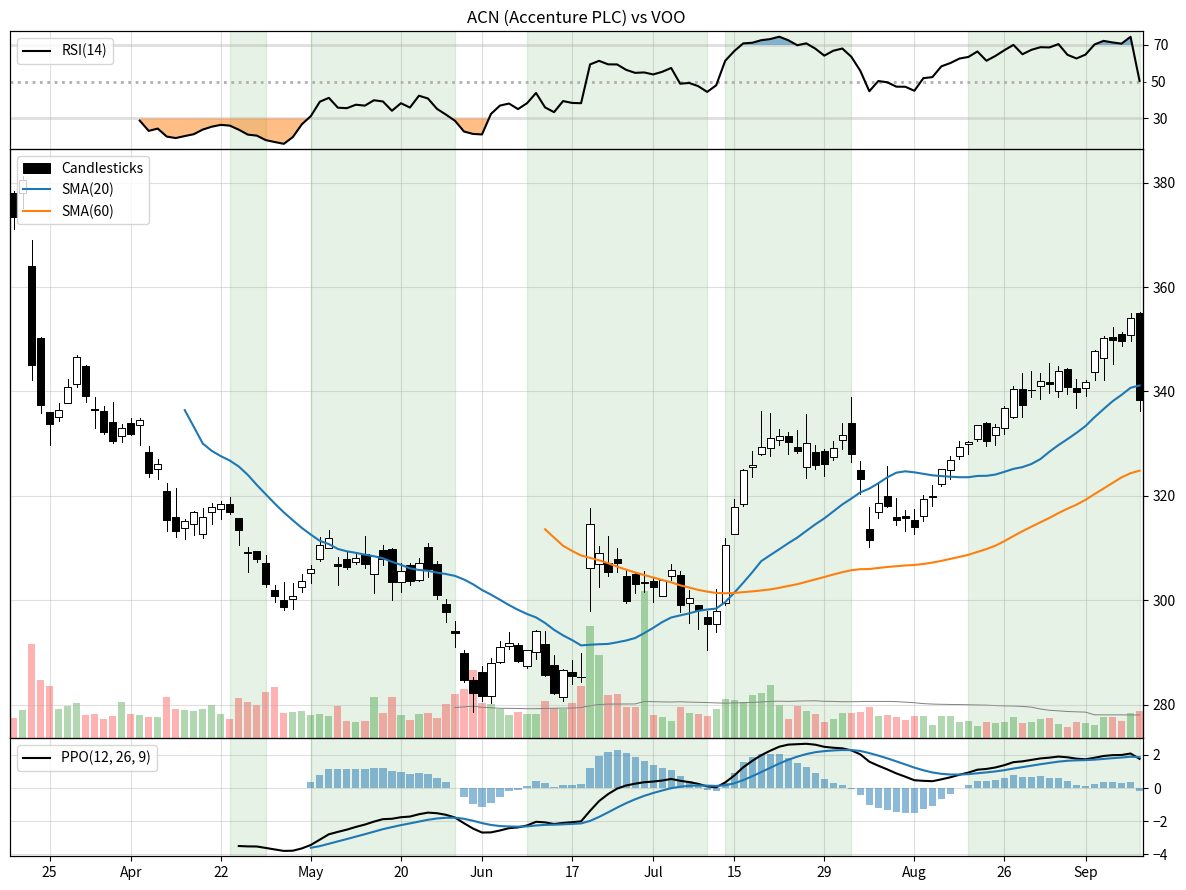 ACN (Accenture PLC) vs VOO
RSI(14)
70
50
30
Candlesticks
SMA(20)
SMA(60)
380
360
340
320
300
280
PPO(12, 26, 9)
2
0
−2
−4
25 Apr 22 May 20 Jun 17 Jul 15 29 Aug 26 Sep